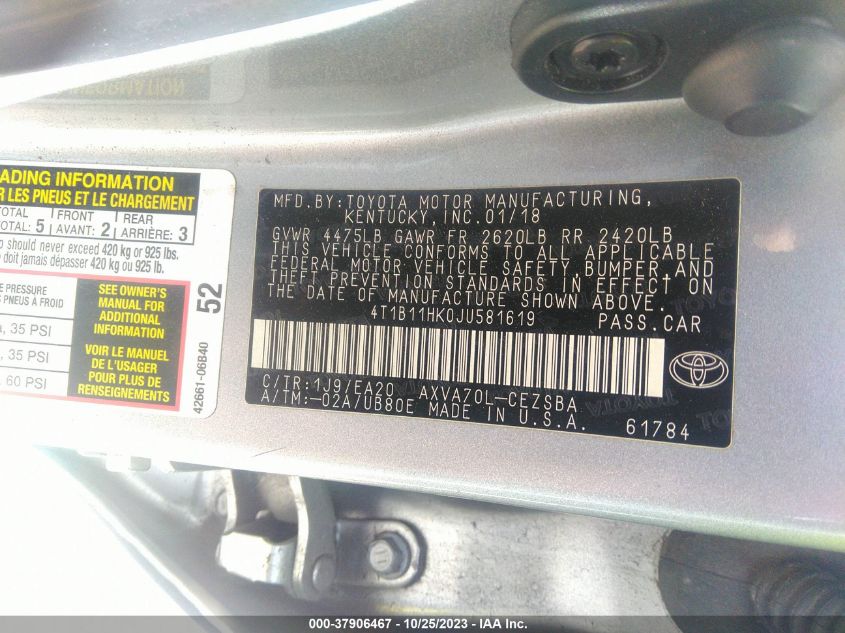 ADING INFORMATION
R LES PNEUS ET LE CHARGEMENT
OTAL FRONT REAR
OTAL: 5 AVANT: 2 ARRIÈRE: 3
should never exceed 420 kg or 925 lbs.
doit jamais dépasser 420 kg ou 925 lb.
E PRESSURE
S PNEUS A FROID
, 35 PSI
, 35 PSI
60 PSI
SEE OWNER'S
MANUAL FOR
ADDITIONAL
INFORMATION
VOIR LE MANUEL
DE L'USAGER
POUR PLUS DE
RENSEIGNEMENTS
52
42661-06B40
MFD.BY:TOYOTA MOTOR MANUFACTURING,
KENTUCKY, INC.01/18
GVWR 4475LB GAWR FR 2620LB RR 2420LB
THIS VEHICLE CONFORMS TO ALL APPLICABLE
FEDERAL MOTOR VEHICLE SAFETY,BUMPER,AND
THEFT PREVENTION STANDARDS IN EFFECT ON
THE DATE OF MANUFACTURE SHOWN ABOVE.
4T1B11HK0JU581619 PASS.CAR
C/TR:1J9/EA20 AXVA70L-CEZSBA
A/TM:-02A/UB80E MADE IN U.S.A.
61784
000-37906467 - 10/25/2023 - IAA Inc.